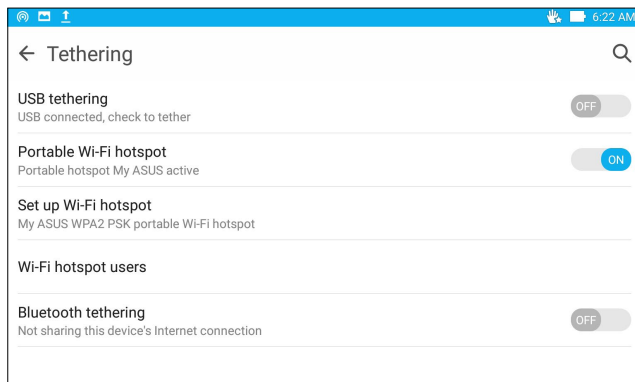 6:22 AM
Tethering
USB tethering
OFF
USB connected, check to tether
Portable Wi-Fi hotspot
ON
Portable hotspot My ASUS active
Set up Wi-Fi hotspot
My ASUS WPA2 PSK portable Wi-Fi hotspot
Wi-Fi hotspot users
Bluetooth tethering
OFF
Not sharing this device's Internet connection